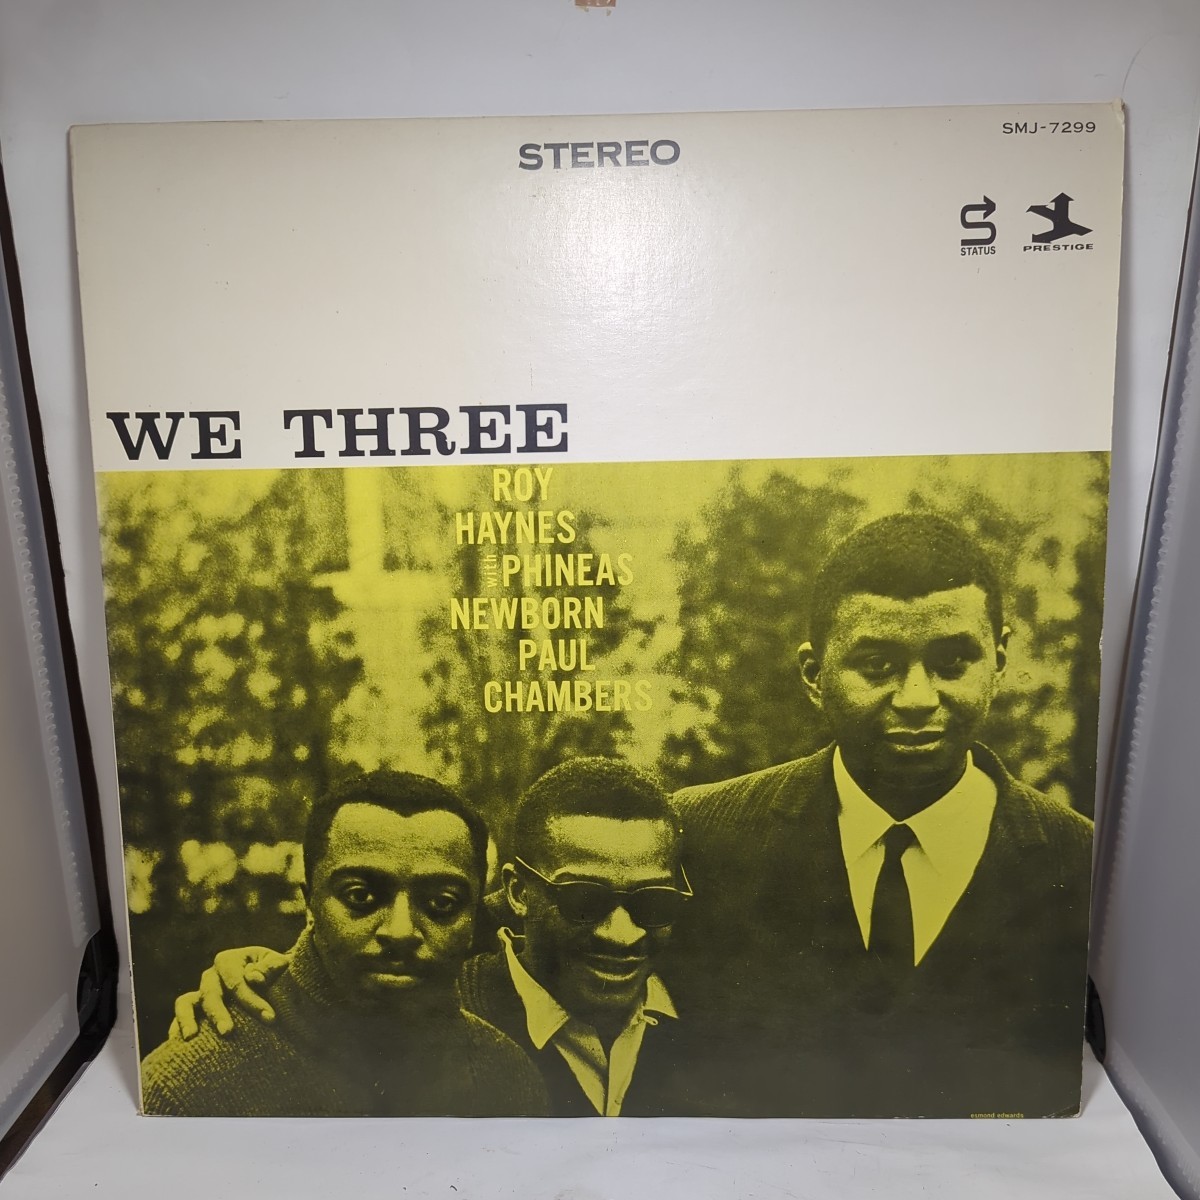 SMJ-7299
STEREO
S
STATUS
PRESTIGE
WE THREE
ROY
HAYNES
with PHINEAS
NEWBORN
PAUL
CHAMBERS
esmond edwards